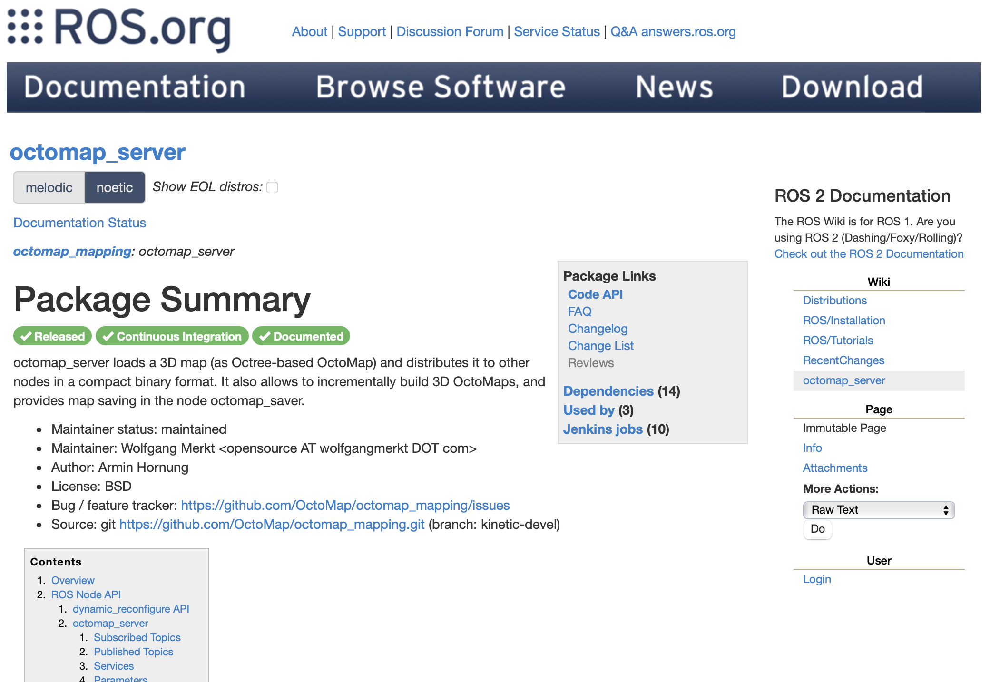 ROS.org
About | Support | Discussion Forum | Service Status | Q&A answers.ros.org
Documentation Browse Software News Download
octomap_server
melodic noetic Show EOL distros:
Documentation Status
octomap_mapping: octomap_server
Package Summary
Released Continuous Integration Documented
octomap_server loads a 3D map (as Octree-based OctoMap) and distributes it to other
nodes in a compact binary format. It also allows to incrementally build 3D OctoMaps, and
provides map saving in the node octomap_saver.
• Maintainer status: maintained
• Maintainer: Wolfgang Merkt <opensource AT wolfgangmerkt DOT com>
• Author: Armin Hornung
• License: BSD
• Bug / feature tracker: https://github.com/OctoMap/octomap_mapping/issues
• Source: git https://github.com/OctoMap/octomap_mapping.git (branch: kinetic-devel)
Package Links
Code API
FAQ
Changelog
Change List
Reviews
Dependencies (14)
Used by (3)
Jenkins jobs (10)
Contents
1. Overview
2. ROS Node API
1. dynamic_reconfigure API
2. octomap_server
1. Subscribed Topics
2. Published Topics
3. Services
4. Parameters
ROS 2 Documentation
The ROS Wiki is for ROS 1. Are you
using ROS 2 (Dashing/Foxy/Rolling)?
Check out the ROS 2 Documentation
Wiki
Distributions
ROS/Installation
ROS/Tutorials
RecentChanges
octomap_server
Page
Immutable Page
Info
Attachments
More Actions:
Raw Text
Do
User
Login